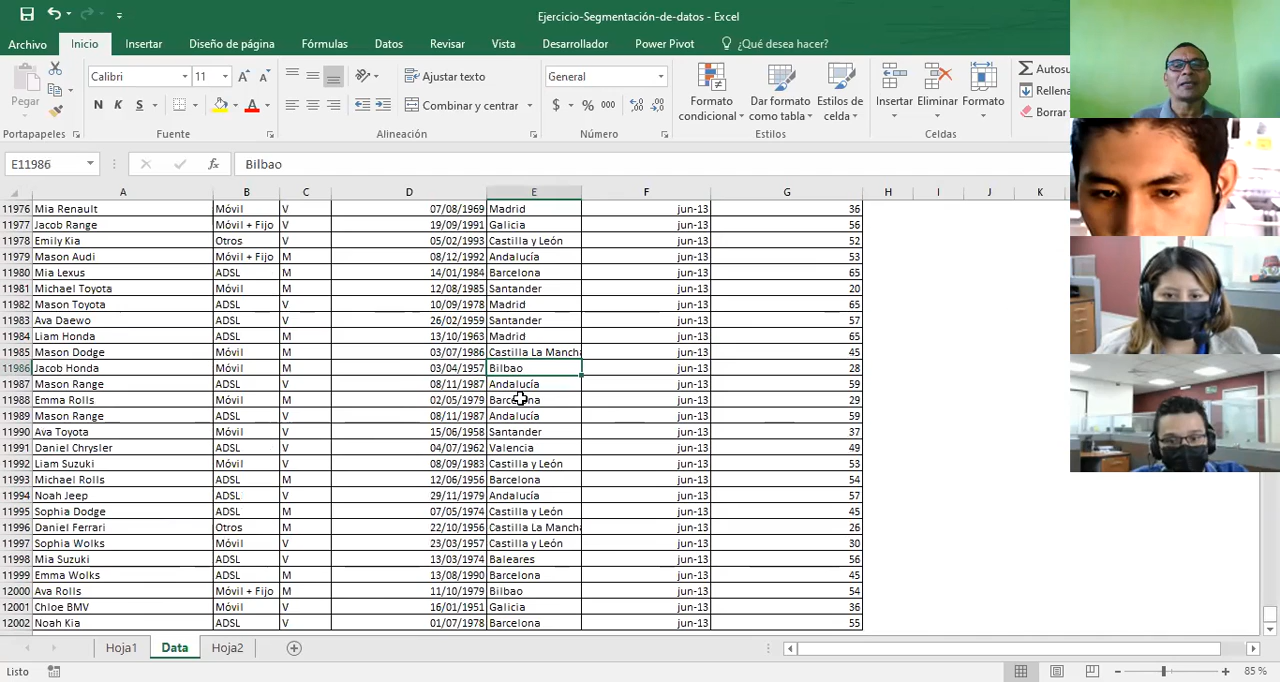 Ejercicio-Segmentación-de-datos - Excel
Archivo Inicio Insertar Diseño de página Fórmulas Datos Revisar Vista Desarrollador Power Pivot ¿Qué desea hacer?
Pegar
Calibri 11
N K S
Ajustar texto
Combinar y centrar
General
$ % 000
Formato condicional
Dar formato como tabla
Estilos de celda
Insertar Eliminar Formato
Autosu
Rellena
Borrar
Portapapeles Fuente Alineación Número Estilos Celdas
E11986 fx Bilbao
A B C D E F G H I J K
11976 Mia Renault Móvil V 07/08/1969 Madrid jun-13 36
11977 Jacob Range Móvil + Fijo V 19/09/1991 Galicia jun-13 56
11978 Emily Kia Otros V 05/02/1993 Castilla y León jun-13 52
11979 Mason Audi Móvil + Fijo M 08/12/1992 Andalucía jun-13 53
11980 Mia Lexus ADSL M 14/01/1984 Barcelona jun-13 65
11981 Michael Toyota Móvil M 12/08/1985 Santander jun-13 20
11982 Mason Toyota ADSL V 10/09/1978 Madrid jun-13 65
11983 Ava Daewo ADSL V 26/02/1959 Santander jun-13 57
11984 Liam Honda ADSL M 13/10/1963 Madrid jun-13 65
11985 Mason Dodge Móvil M 03/07/1986 Castilla La Mancha jun-13 45
11986 Jacob Honda Móvil M 03/04/1957 Bilbao jun-13 28
11987 Mason Range ADSL V 08/11/1987 Andalucía jun-13 59
11988 Emma Rolls Móvil M 02/05/1979 Barcelona jun-13 29
11989 Mason Range ADSL V 08/11/1987 Andalucía jun-13 59
11990 Ava Toyota Móvil V 15/06/1958 Santander jun-13 37
11991 Daniel Chrysler ADSL V 04/07/1962 Valencia jun-13 49
11992 Liam Suzuki Móvil V 08/09/1983 Castilla y León jun-13 53
11993 Michael Rolls ADSL M 12/06/1956 Barcelona jun-13 54
11994 Noah Jeep ADSL V 29/11/1979 Andalucía jun-13 57
11995 Sophia Dodge ADSL V 07/05/1974 Castilla y León jun-13 45
11996 Daniel Ferrari Otros M 22/10/1956 Castilla La Mancha jun-13 26
11997 Sophia Wolks Móvil V 23/03/1957 Castilla y León jun-13 30
11998 Mia Suzuki ADSL V 13/03/1974 Baleares jun-13 56
11999 Emma Wolks ADSL M 13/08/1990 Barcelona jun-13 45
12000 Ava Rolls Móvil + Fijo M 11/10/1979 Bilbao jun-13 54
12001 Chloe BMV Móvil V 16/01/1951 Galicia jun-13 36
12002 Noah Kia ADSL V 01/07/1978 Barcelona jun-13 55
Hoja1 Data Hoja2
Listo 85 %